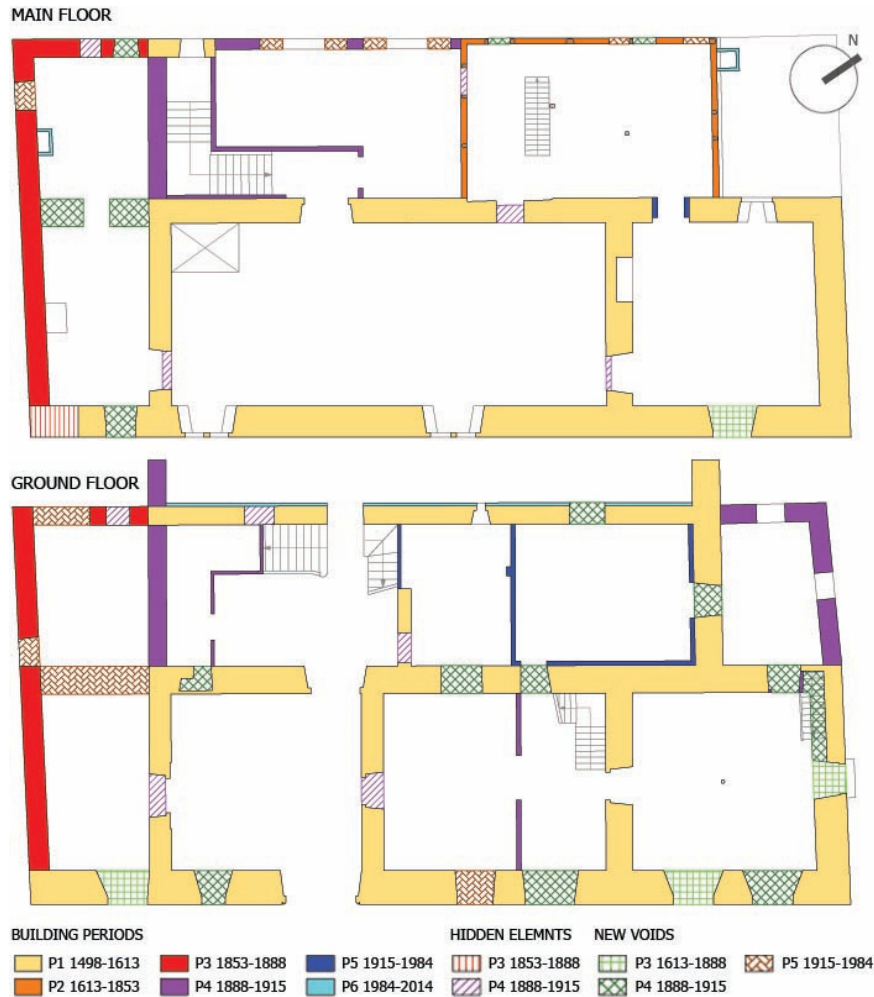 MAIN FLOOR
N
GROUND FLOOR
BUILDING PERIODS
HIDDEN ELEMNTS
NEW VOIDS
P1 1498-1613
P3 1853-1888
P5 1915-1984
P3 1853-1888
P3 1613-1888
P5 1915-1984
P2 1613-1853
P4 1888-1915
P6 1984-2014
P4 1888-1915
P4 1888-1915